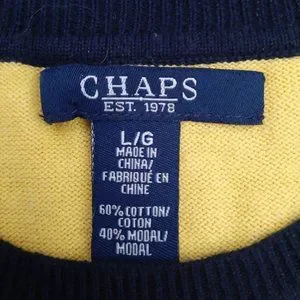 CHAPS
EST. 1978
L/G
MADE IN
CHINA/
FABRIQUÉ EN
CHINE
60% COTTON/
COTON
40% MODAL/
MODAL